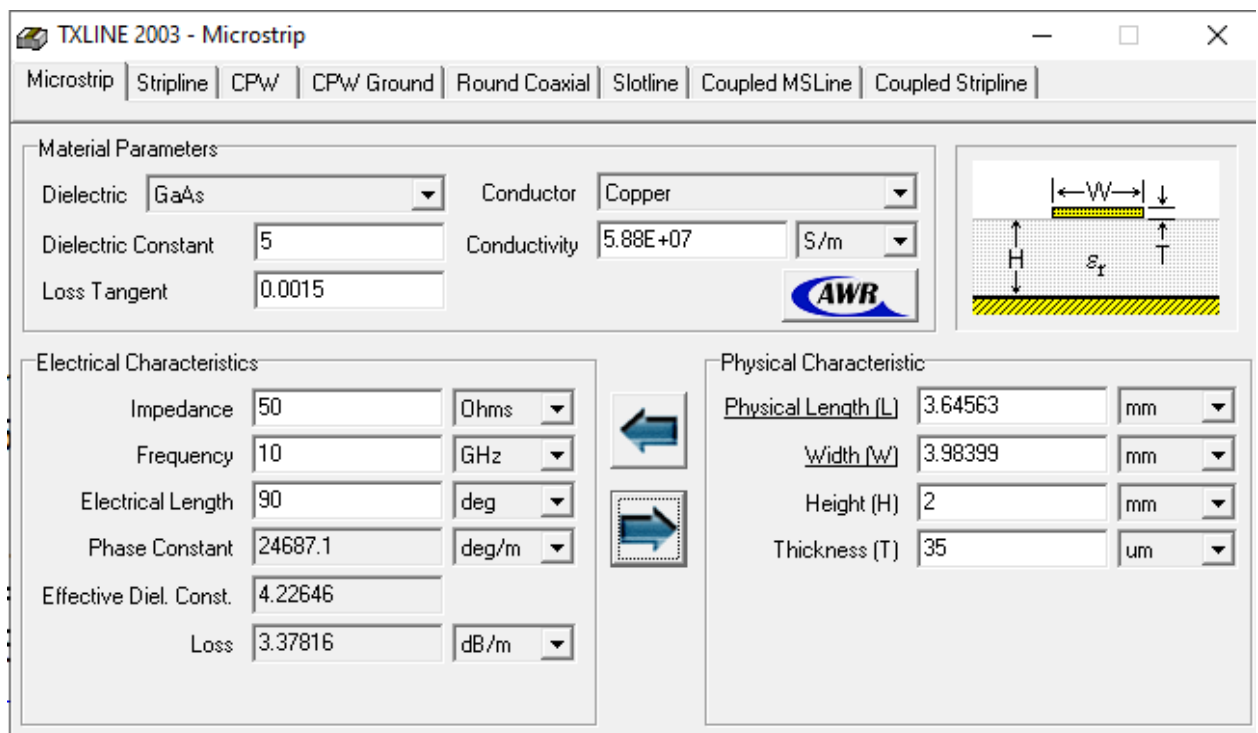 TXLINE 2003 - Microstrip
Microstrip Stripline CPW CPW Ground Round Coaxial Slotline Coupled MSLine Coupled Stripline
Material Parameters
Dielectric GaAs Conductor Copper
Dielectric Constant 5 Conductivity 5.88E+07 S/m
Loss Tangent 0.0015 AWR
W
T
H
εr
Electrical Characteristics
Impedance 50 Ohms
Frequency 10 GHz
Electrical Length 90 deg
Phase Constant 24687.1 deg/m
Effective Diel. Const. 4.22646
Loss 3.37816 dB/m
Physical Characteristic
Physical Length (L) 3.64563 mm
Width (W) 3.98399 mm
Height (H) 2 mm
Thickness (T) 35 um